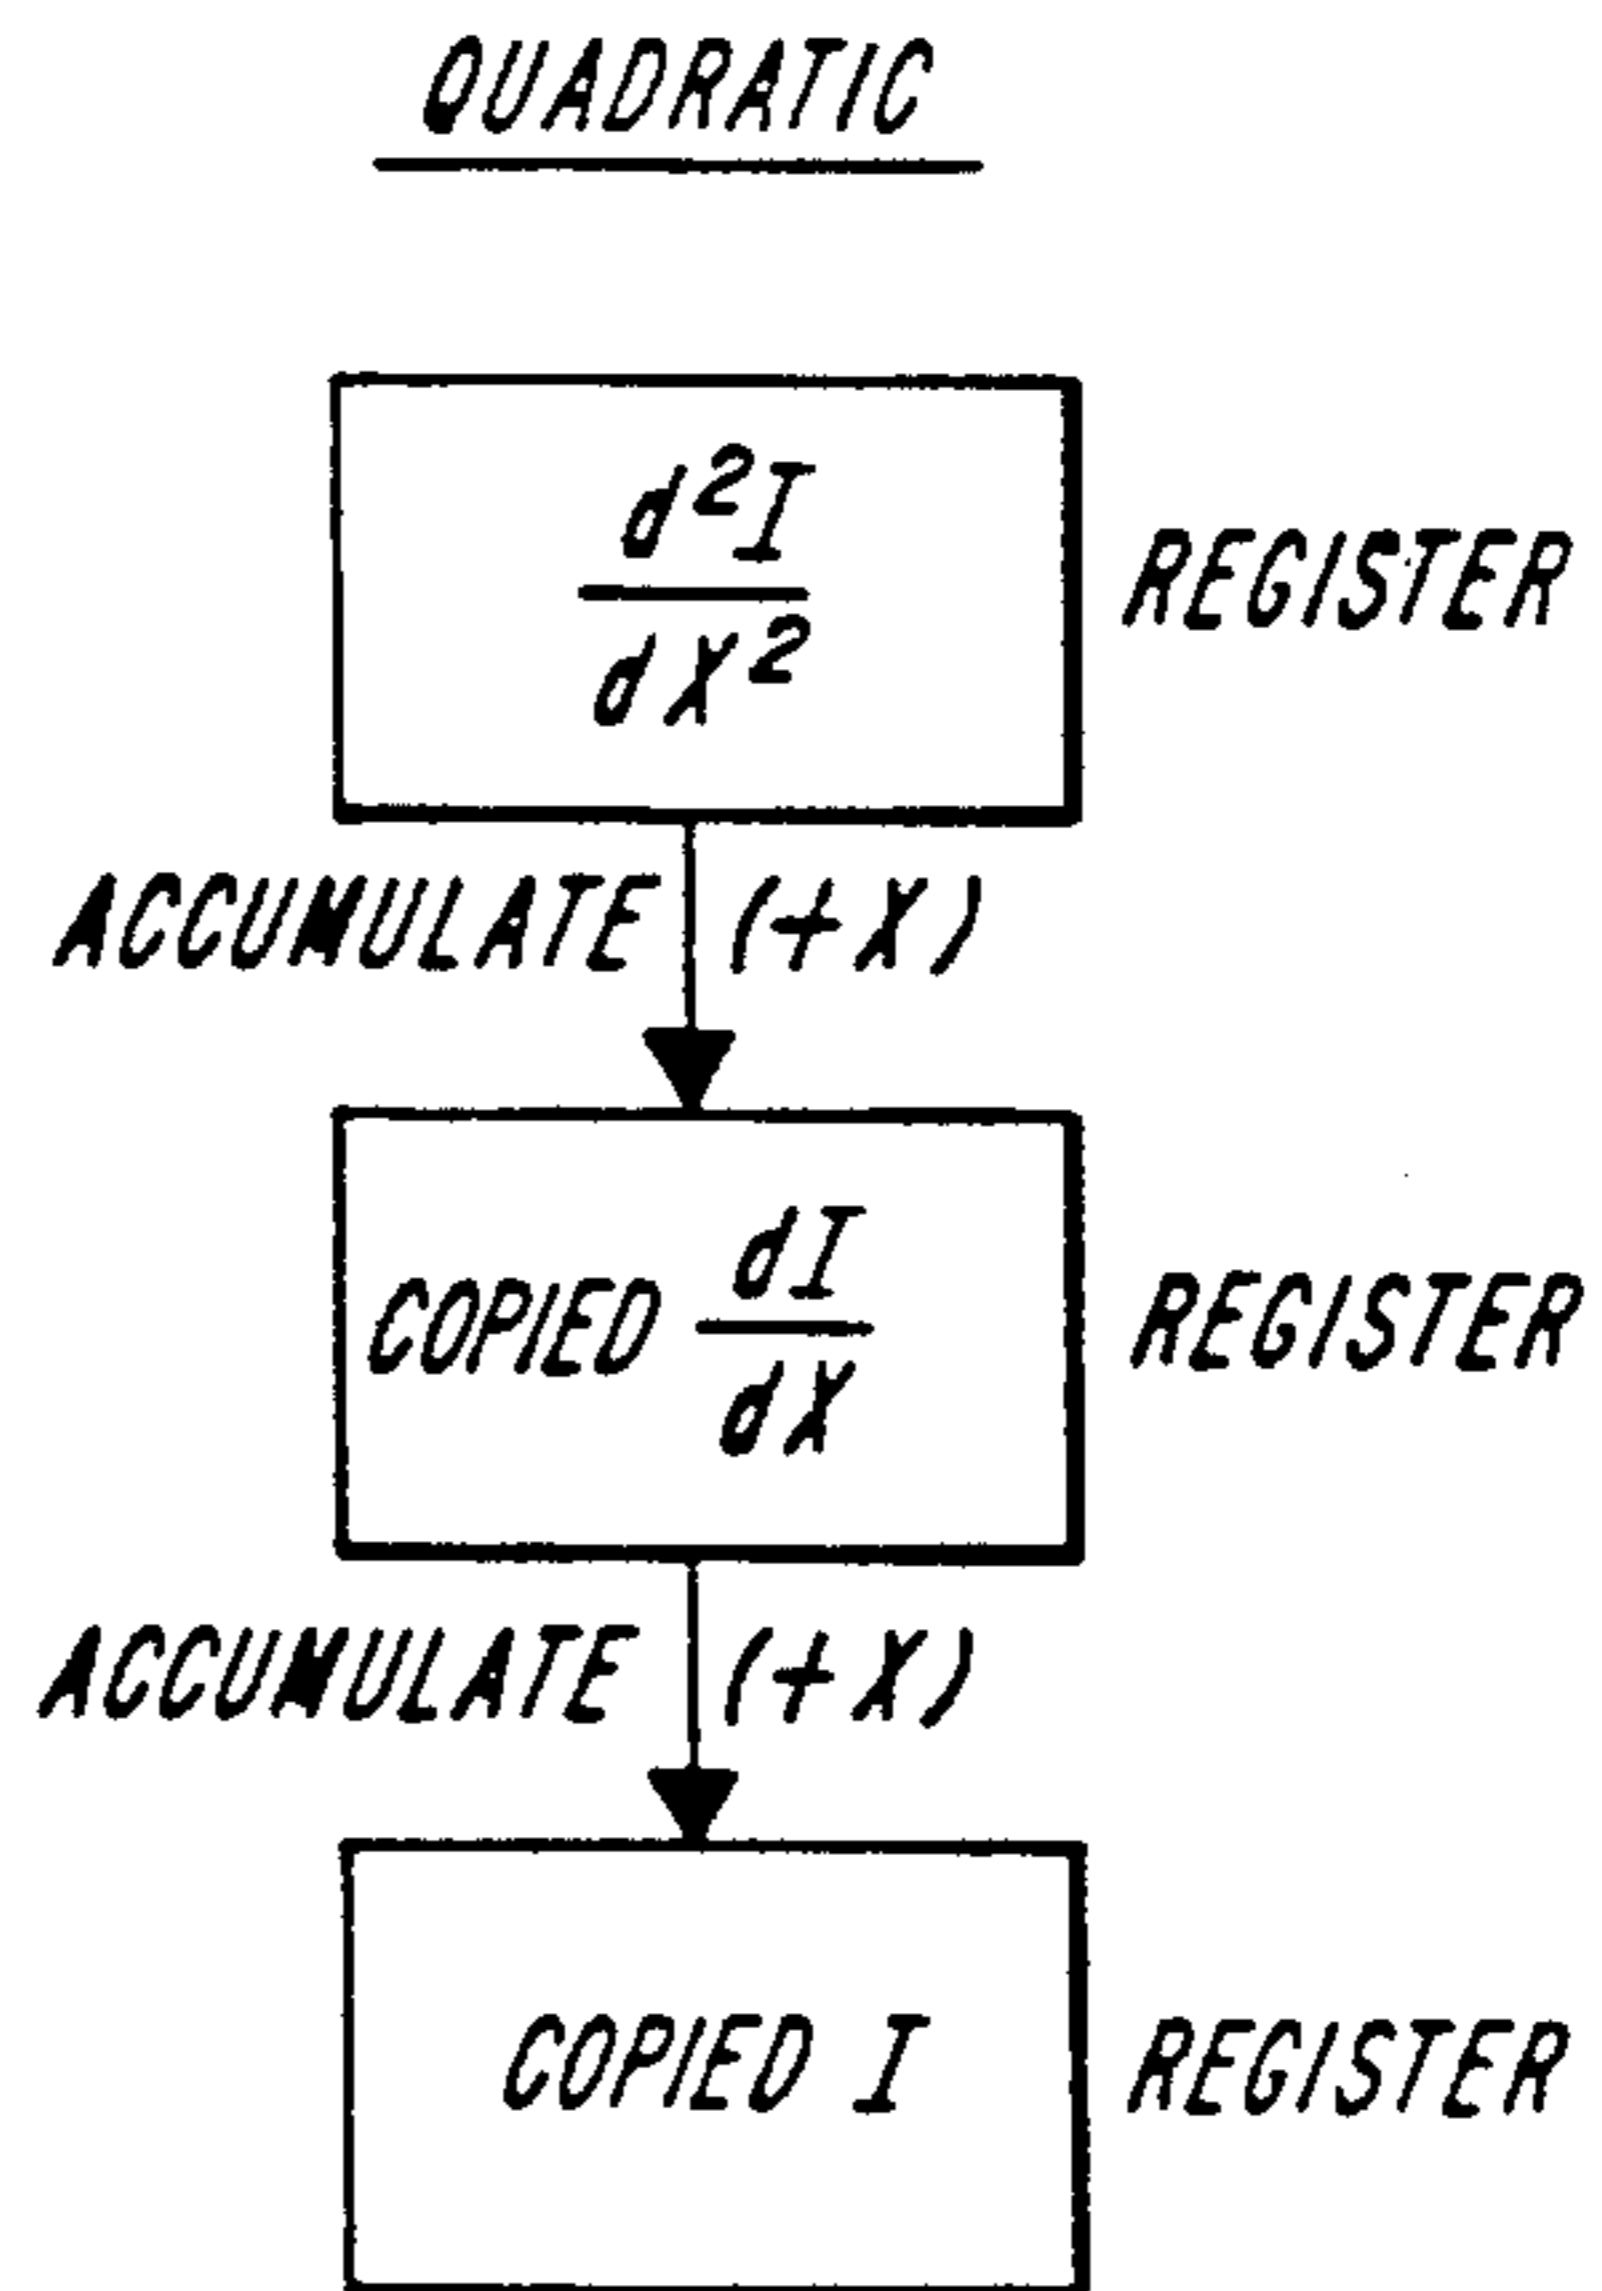 QUADRATIC
d²I
dX²
REGISTER
ACCUMULATE (+X)
COPIED dI
dX
REGISTER
ACCUMULATE (+X)
COPIED I REGISTER